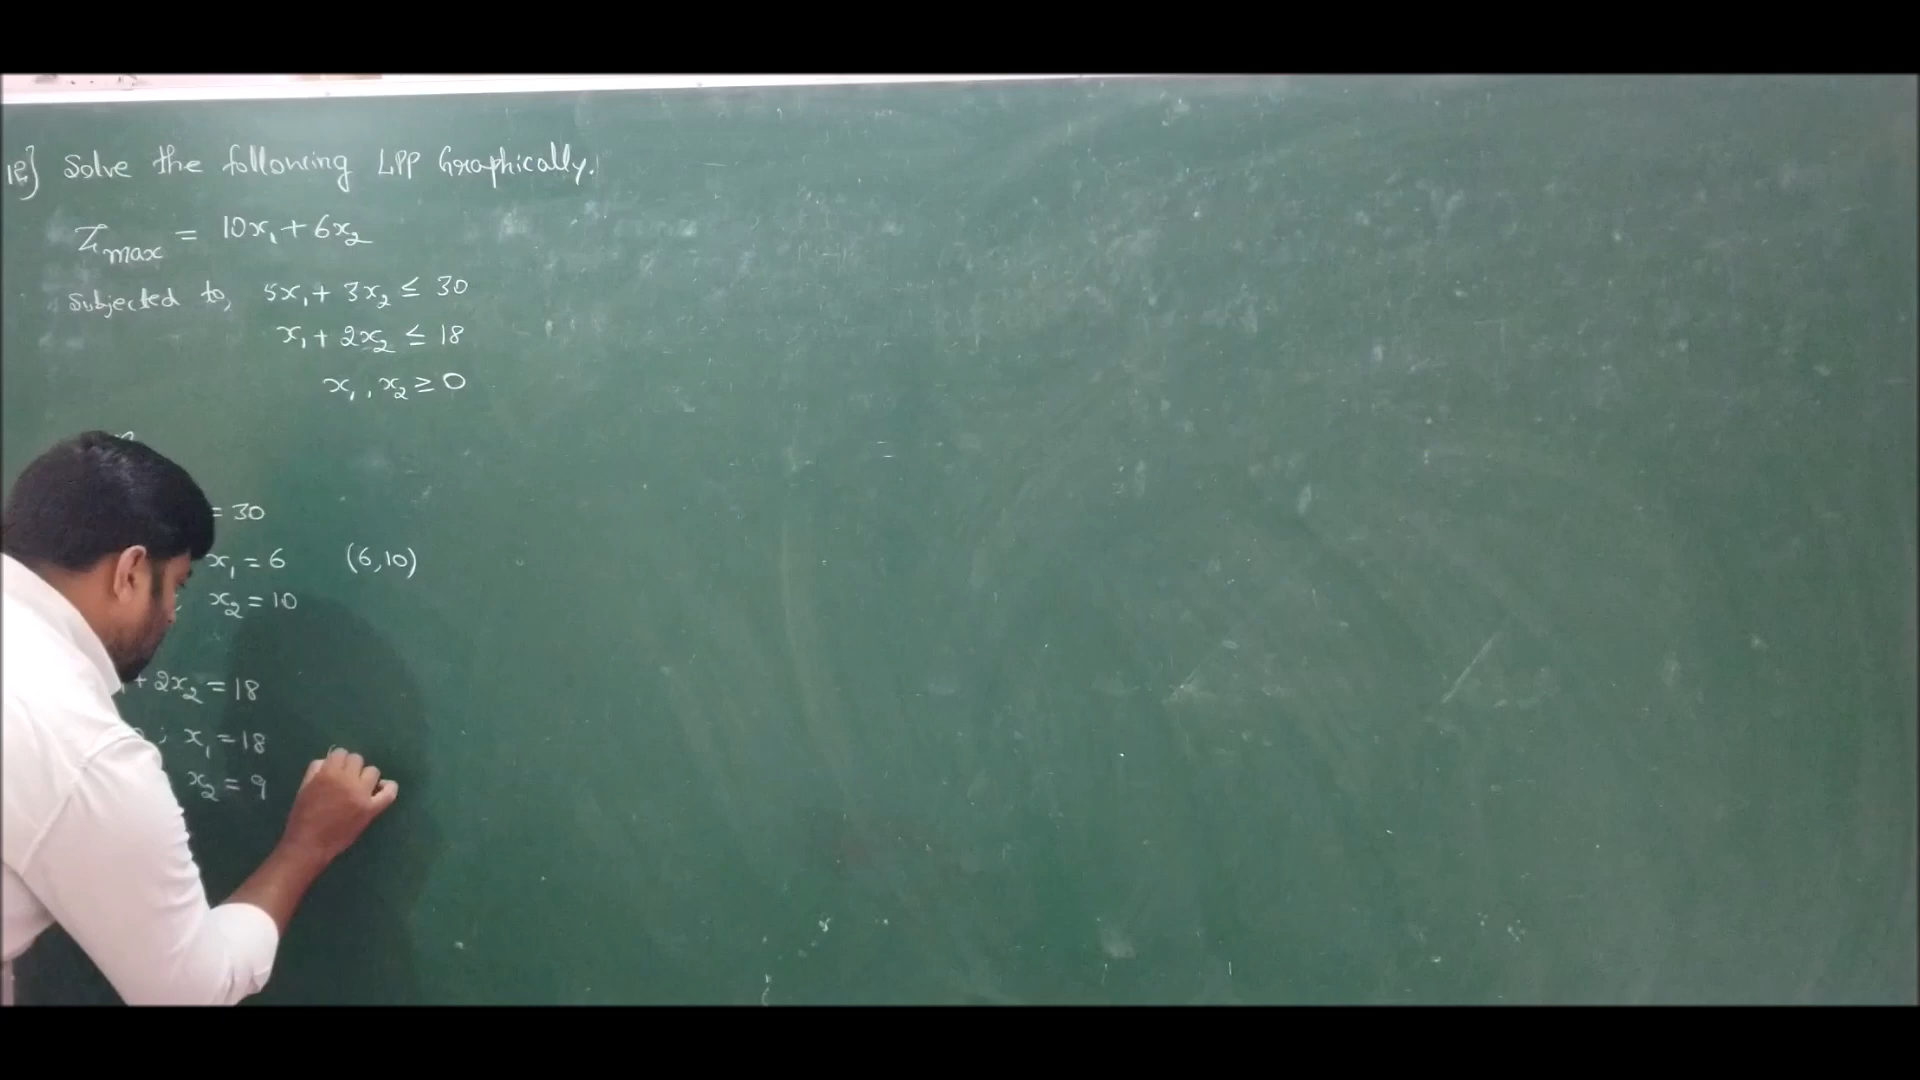 Solve the following LPP Graphically.
Zmax = 10x₁ + 6x₂
Subjected to, 5x₁ + 3x₂ ≤ 30
x₁ + 2x₂ ≤ 18
x₁, x₂ ≥ 0
= 30
x₁ = 6 (6,10)
; x₂ = 10
+ 2x₂ = 18
; x₁ = 18
x₂ = 9